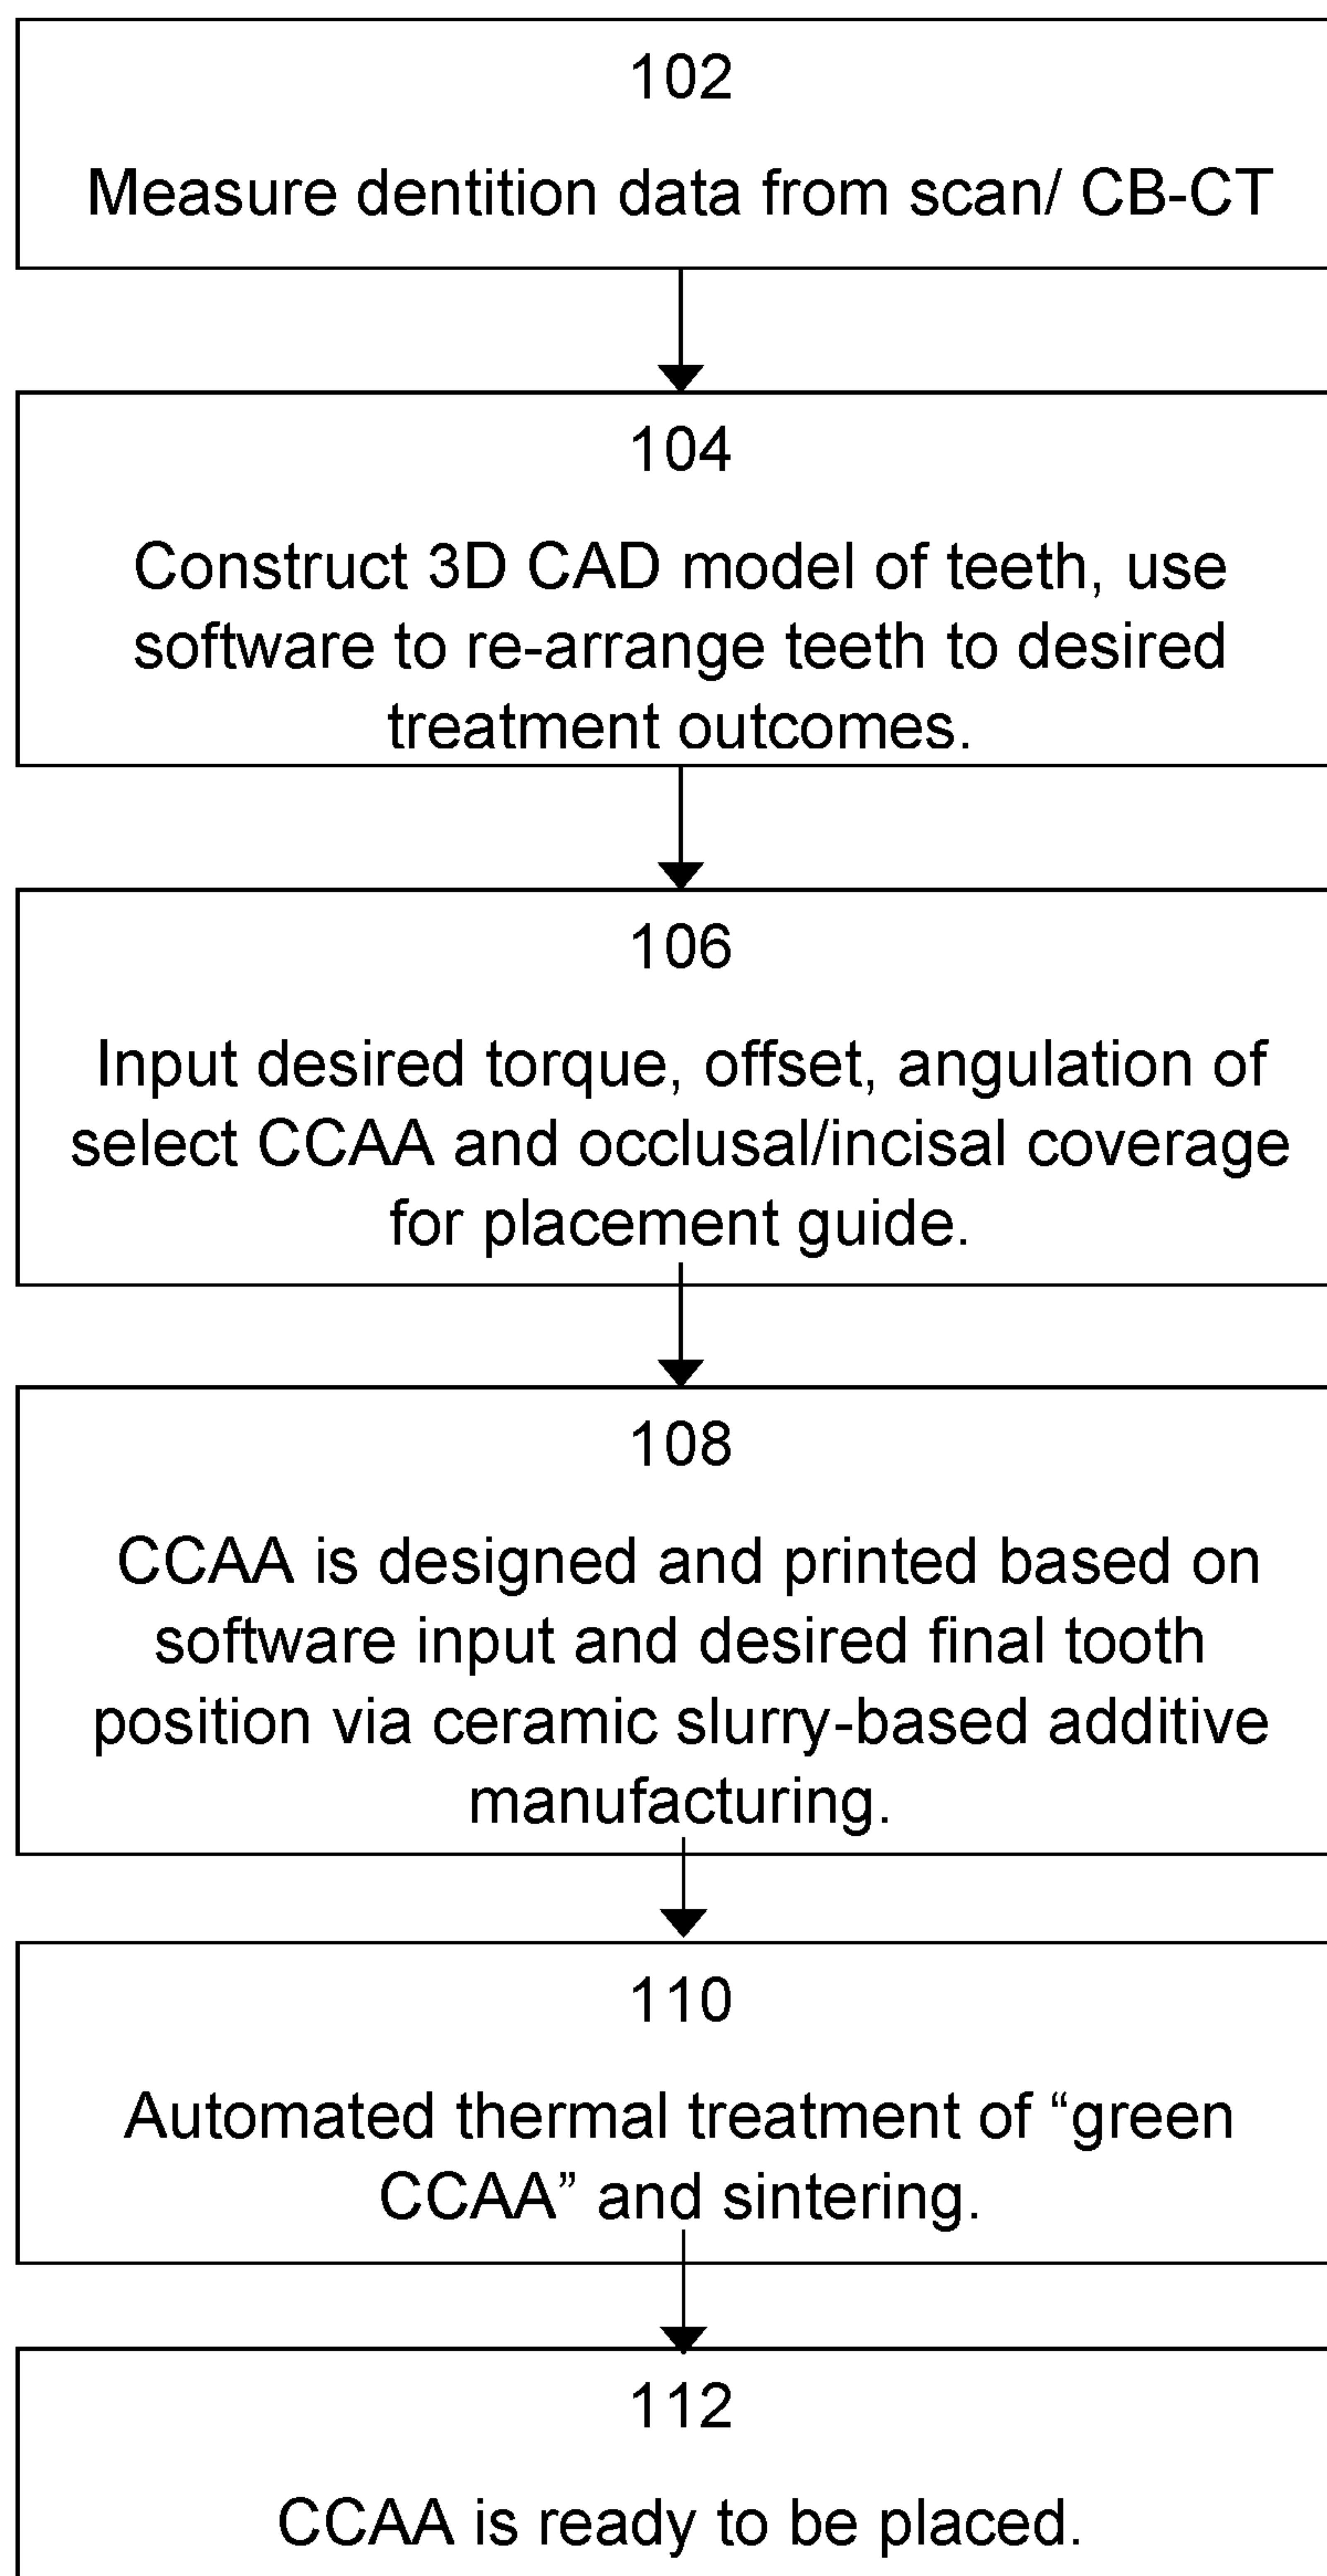 102
Measure dentition data from scan/ CB-CT
104
Construct 3D CAD model of teeth, use
software to re-arrange teeth to desired
treatment outcomes.
106
Input desired torque, offset, angulation of
select CCAA and occlusal/incisal coverage
for placement guide.
108
CCAA is designed and printed based on
software input and desired final tooth
position via ceramic slurry-based additive
manufacturing.
110
Automated thermal treatment of “green
CCAA” and sintering.
112
CCAA is ready to be placed.